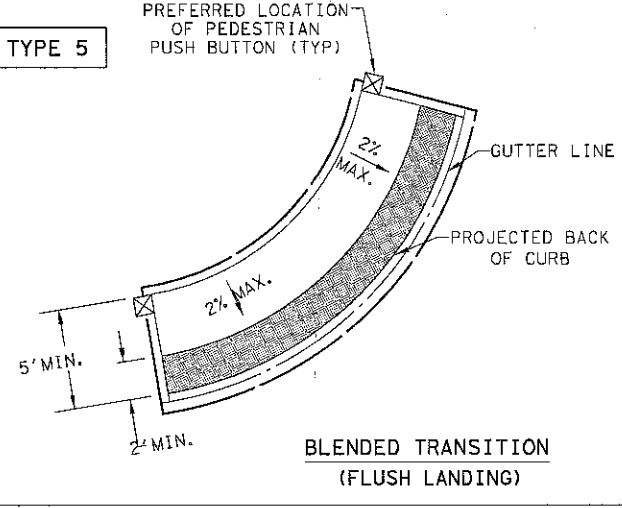 TYPE 5
PREFERRED LOCATION
OF PEDESTRIAN
PUSH BUTTON (TYP)
2%
MAX.
GUTTER LINE
PROJECTED BACK
OF CURB
2% MAX.
5' MIN.
2' MIN.
BLENDED TRANSITION
(FLUSH LANDING)